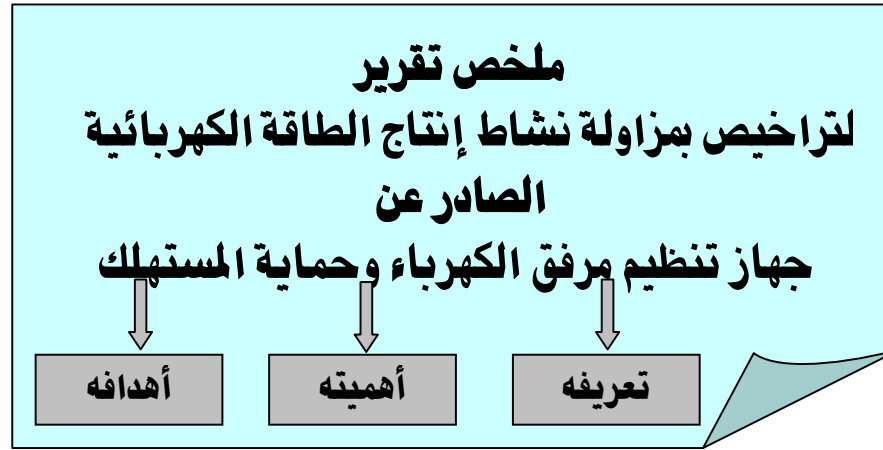 ملخص تقرير
لتراخيص بمزاولة نشاط إنتاج الطاقة الكهربائية
الصادر عن
جهاز تنظيم مرفق الكهرباء وحماية المستهلك
تعريفه
أهميته
أهدافه